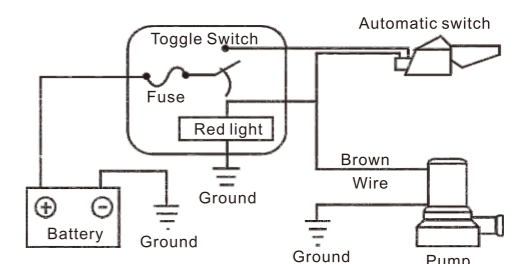 Automatic switch
Toggle Switch
Fuse
Red light
Brown
Wire
Ground
Battery
Ground
Ground
Pump